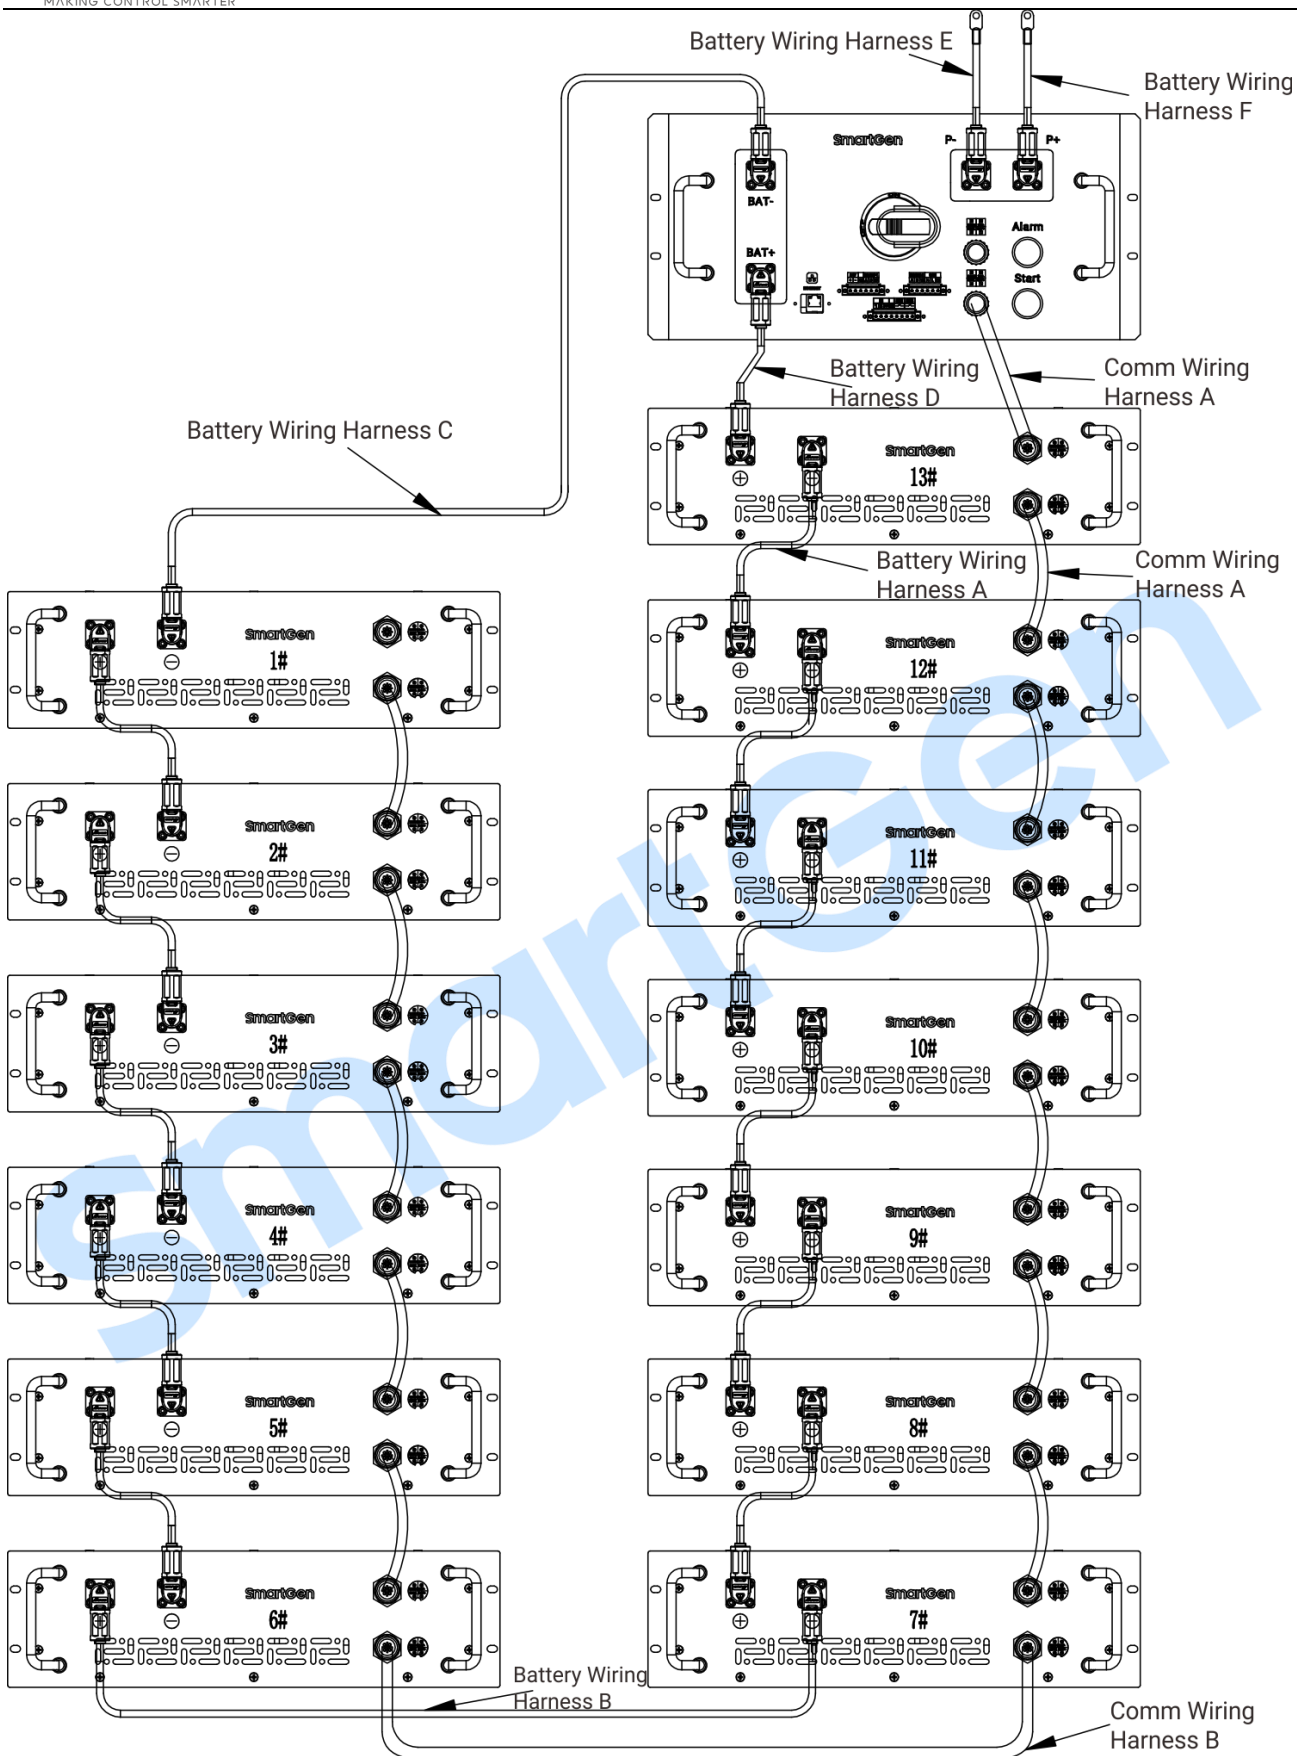 MAKING CONTROL SMARTER
Battery Wiring Harness E
Battery Wiring
Harness F
SmartGen
P-
P+
BAT-
BAT+
Alarm
Start
Battery Wiring
Harness D
Comm Wiring
Harness A
Battery Wiring Harness C
SmartGen
13#
Battery Wiring
Harness A
Comm Wiring
Harness A
SmartGen
1#
SmartGen
12#
SmartGen
2#
SmartGen
11#
SmartGen
3#
SmartGen
10#
SmartGen
4#
SmartGen
9#
SmartGen
5#
SmartGen
8#
SmartGen
6#
SmartGen
7#
Battery Wiring
Harness B
Comm Wiring
Harness B
SmartGen